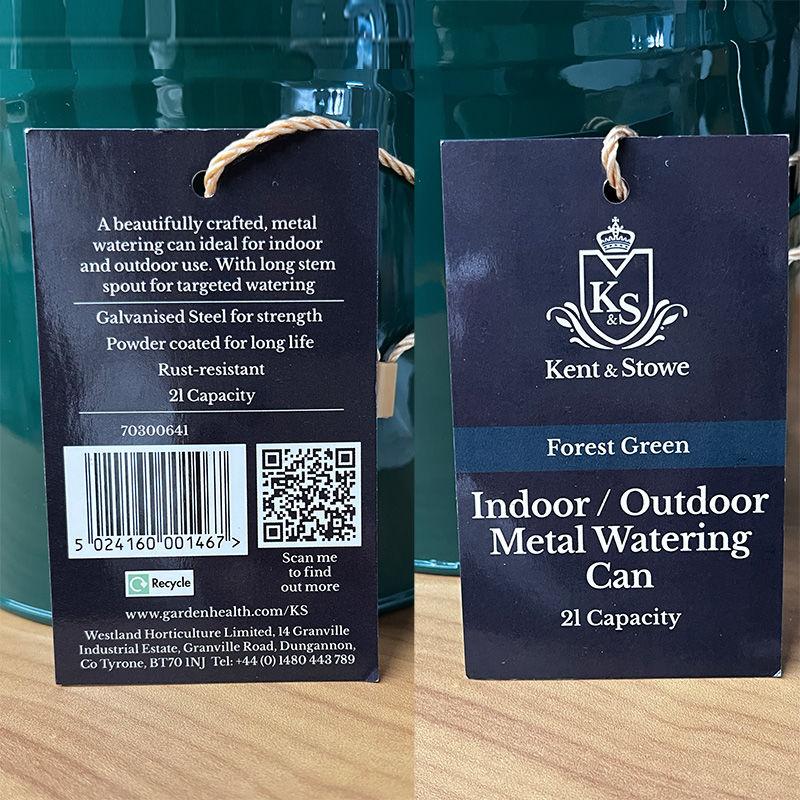 A beautifully crafted, metal
watering can ideal for indoor
and outdoor use. With long stem
spout for targeted watering
Galvanised Steel for strength
Powder coated for long life
Rust-resistant
2l Capacity
70300641
5 024160 001467 >
Scan me
to find
out more
Recycle
www.gardenhealth.com/KS
Westland Horticulture Limited, 14 Granville
Industrial Estate, Granville Road, Dungannon,
Co Tyrone, BT70 1NJ Tel: +44 (0) 1480 443 789
K&S
Kent & Stowe
Forest Green
Indoor / Outdoor
Metal Watering
Can
2l Capacity